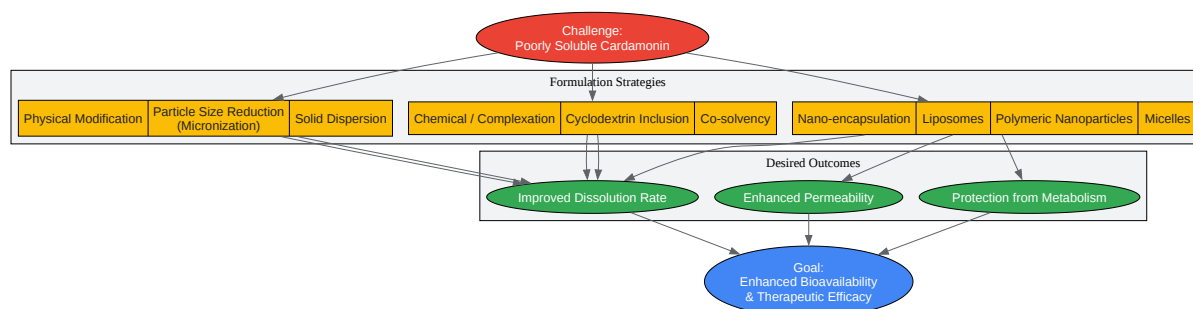 Challenge:
Poorly Soluble Cardamonin
Formulation Strategies
Physical Modification
Particle Size Reduction
(Micronization)
Solid Dispersion
Chemical / Complexation
Cyclodextrin Inclusion
Co-solvency
Nano-encapsulation
Liposomes
Polymeric Nanoparticles
Micelles
Desired Outcomes
Improved Dissolution Rate
Enhanced Permeability
Protection from Metabolism
Goal:
Enhanced Bioavailability
& Therapeutic Efficacy